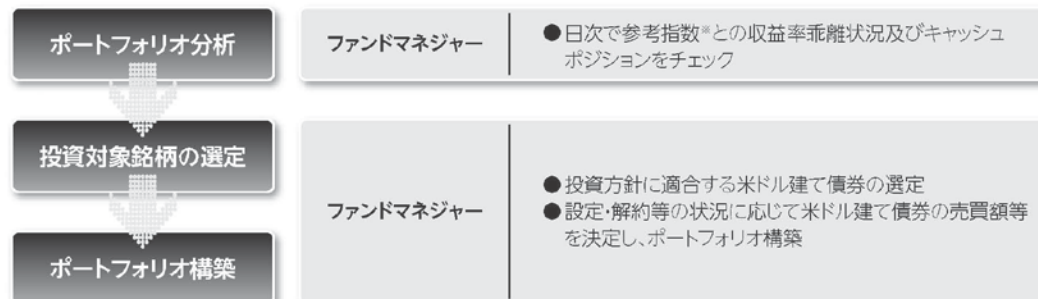 ポートフォリオ分析
ファンドマネジャー
●日次で参考指数※との収益率乖離状況及びキャッシュ
ポジションをチェック
投資対象銘柄の選定
ポートフォリオ構築
ファンドマネジャー
●投資方針に適合する米ドル建て債券の選定
●設定・解約等の状況に応じて米ドル建て債券の売買額等
を決定し、ポートフォリオ構築